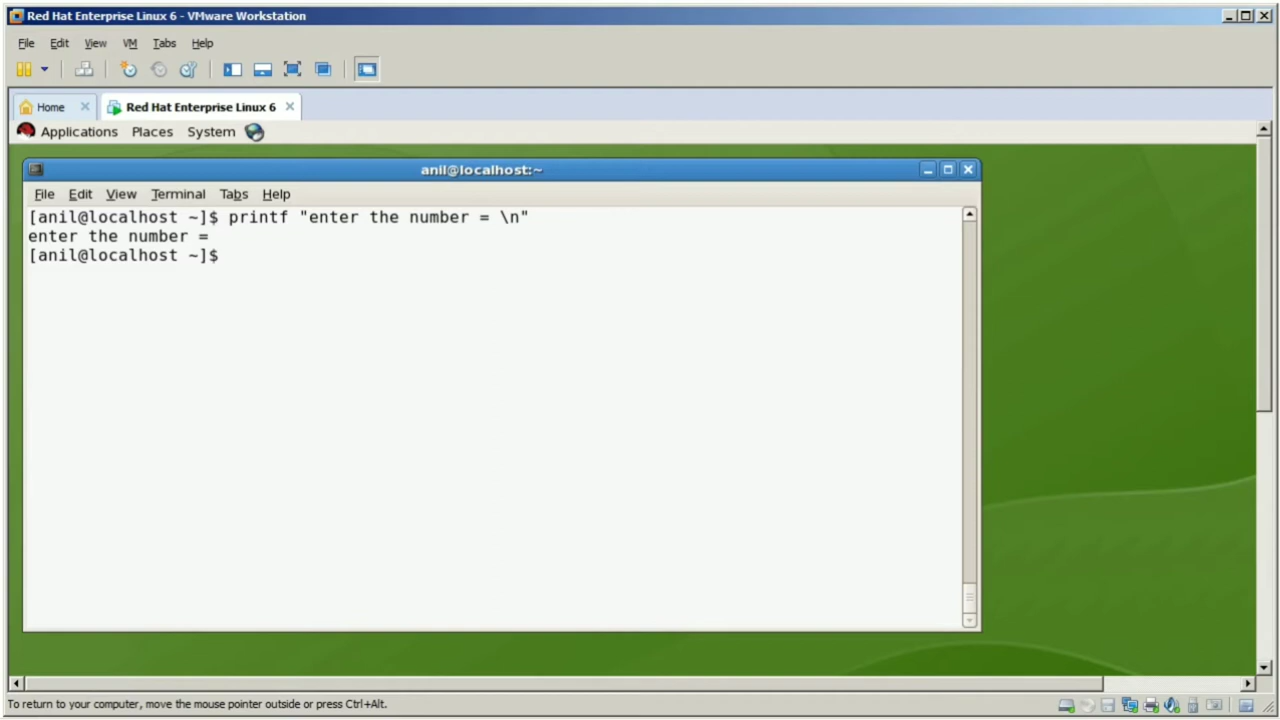 Red Hat Enterprise Linux 6 - VMware Workstation
File Edit View VM Tabs Help
Home Red Hat Enterprise Linux 6
Applications Places System
anil@localhost:~
File Edit View Terminal Tabs Help
[anil@localhost ~]$ printf "enter the number = \n"
enter the number =
[anil@localhost ~]$
To return to your computer, move the mouse pointer outside or press Ctrl+Alt.